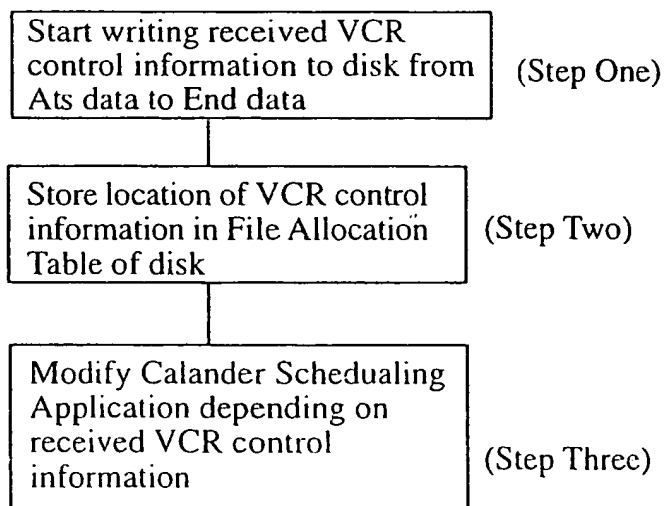 Start writing received VCR
control information to disk from
Ats data to End data
(Step One)
Store location of VCR control
information in File Allocation
Table of disk
(Step Two)
Modify Calander Schedualing
Application depending on
received VCR control
information
(Step Three)